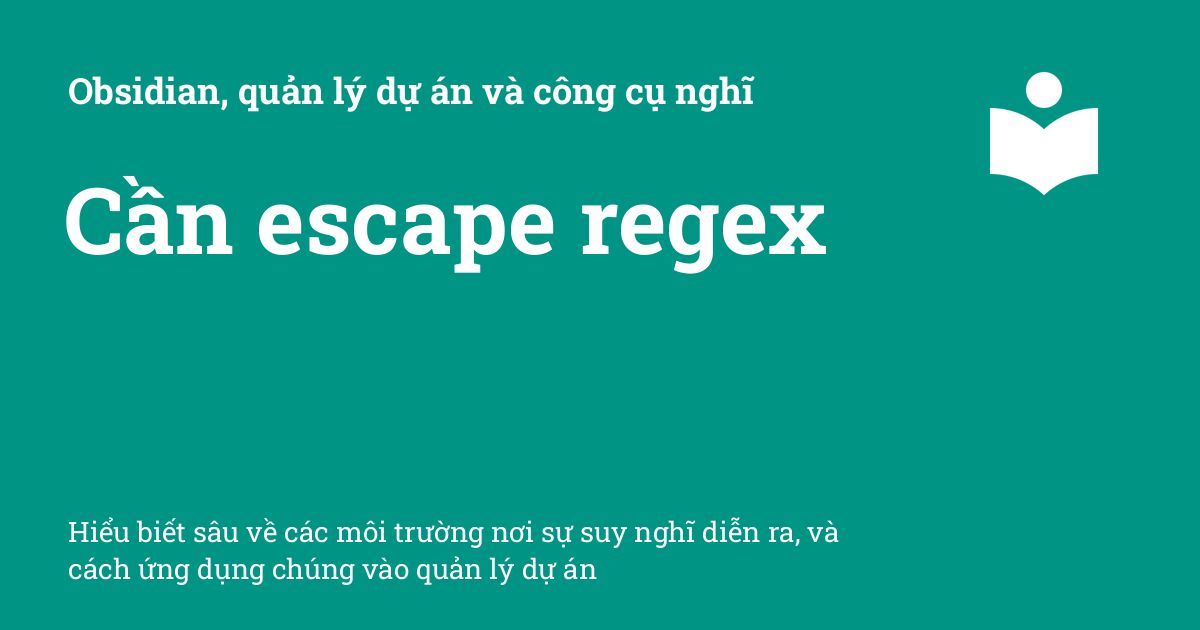 Obsidian, quản lý dự án và công cụ nghĩ
Cần escape regex
Hiểu biết sâu về các môi trường nơi sự suy nghĩ diễn ra, và
cách ứng dụng chúng vào quản lý dự án